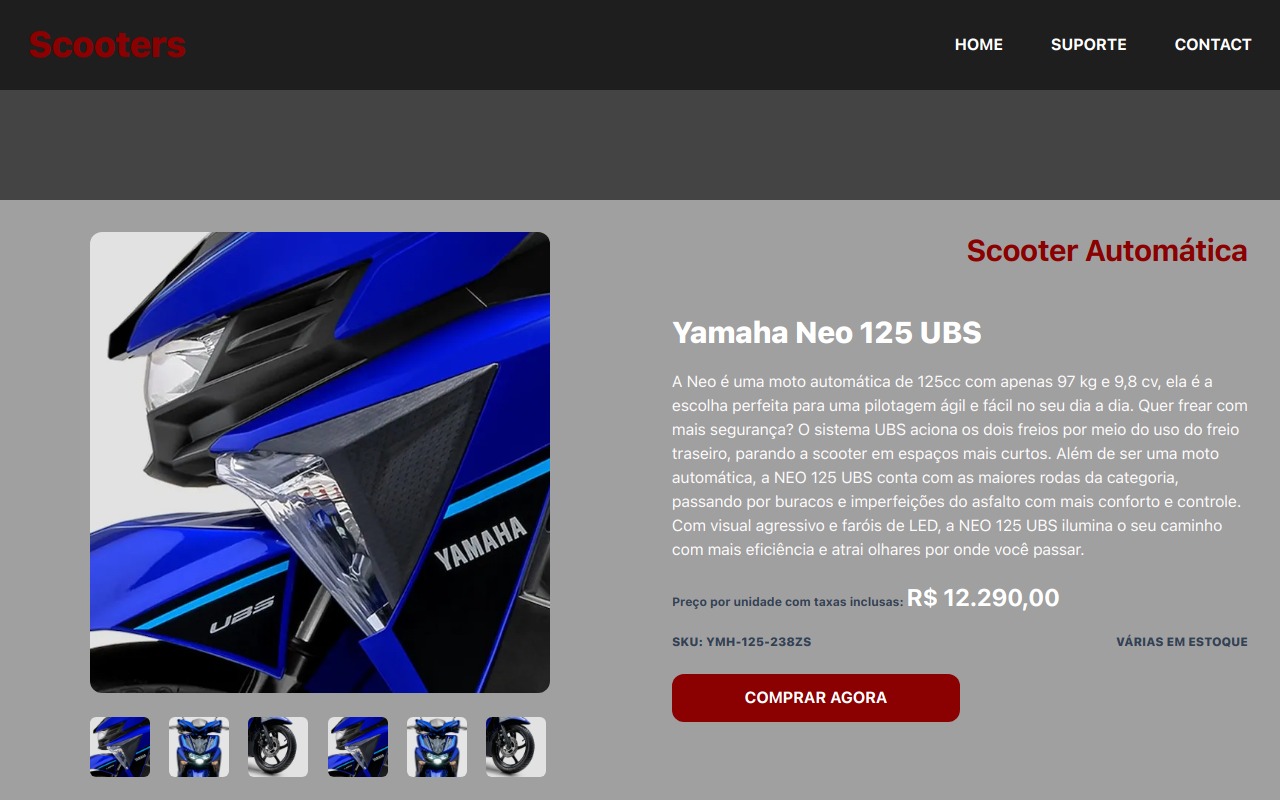 Scooters
HOME SUPORTE CONTACT
Scooter Automática
Yamaha Neo 125 UBS
A Neo é uma moto automática de 125cc com apenas 97 kg e 9,8 cv, ela é a
escolha perfeita para uma pilotagem ágil e fácil no seu dia a dia. Quer frear com
mais segurança? O sistema UBS aciona os dois freios por meio do uso do freio
traseiro, parando a scooter em espaços mais curtos. Além de ser uma moto
automática, a NEO 125 UBS conta com as maiores rodas da categoria,
passando por buracos e imperfeições do asfalto com mais conforto e controle.
Com visual agressivo e faróis de LED, a NEO 125 UBS ilumina o seu caminho
com mais eficiência e atrai olhares por onde você passar.
Preço por unidade com taxas inclusas: R$ 12.290,00
SKU: YMH-125-238ZS VÁRIAS EM ESTOQUE
COMPRAR AGORA
YAMAHA
UBS